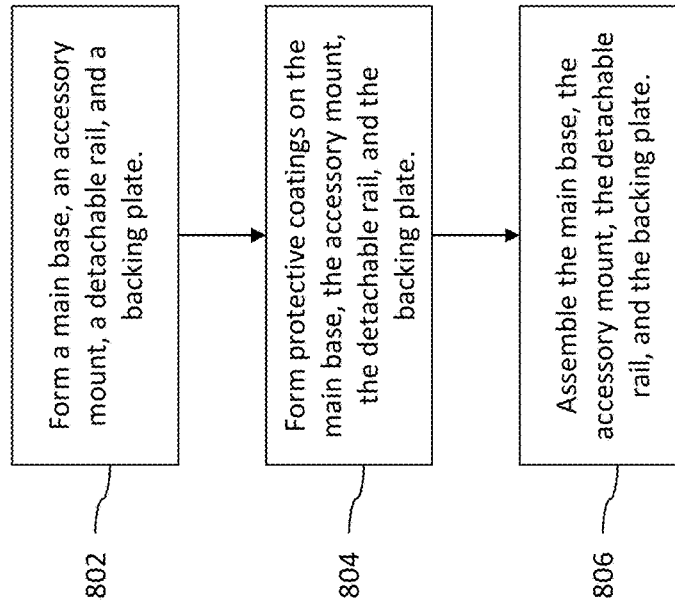 802
Form a main base, an accessory
mount, a detachable rail, and a
backing plate.
804
Form protective coatings on the
main base, the accessory mount,
the detachable rail, and the
backing plate.
806
Assemble the main base, the
accessory mount, the detachable
rail, and the backing plate.